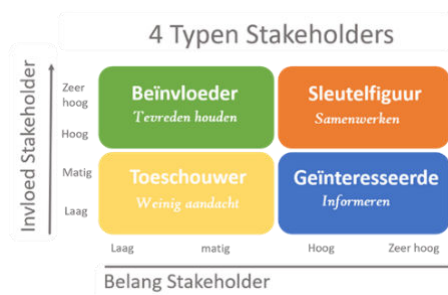 4 Typen Stakeholders
Invloed Stakeholder
Zeer
hoog
Hoog
Matig
Laag
Beïnvloeder
Tevreden houden
Sleutelfiguur
Samenwerken
Toeschouwer
Weinig aandacht
Geïnteresseerde
Informeren
Laag
matig
Hoog
Zeer hoog
Belang Stakeholder